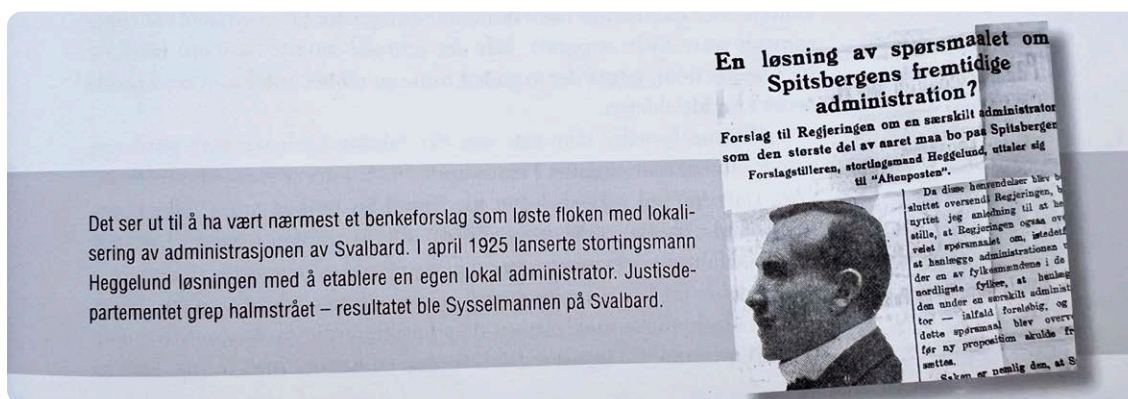 Det ser ut til å ha vært nærmest et benkeforslag som løste floken med lokali-
sering av administrasjonen av Svalbard. I april 1925 lanserte stortingsmann
Heggelund løsningen med å etablere en egen lokal administrator. Justisde-
partementet grep halmstrået – resultatet ble Sysselmannen på Svalbard.
En løsning av spørsmaalet om
Spitsbergens fremtidige
administration?
Forslag til Regjeringen om en særskilt administrator
som den største del av aaret maa bo paa Spitsbergen
Forslagstilleren, stortingsmand Heggelund, uttaler sig
til "Aftenposten".
Da disse henvendelser blev b
sluttet oversendt Regjeringen, b
nyttet jeg anledning til at he
stille, at Regjeringen ogsaa ove
veiet spørsmaalet om, istedetf
at henlægge administrationen u
der en av fylkesmændene i de
nordligste fylker, at henlæg
den under en særskilt administ
tor — ialfald foreløbig, og
dette spørsmaal blev overv
før ny proposition skulde fr
sættes.
Saken er nemlig den, at S